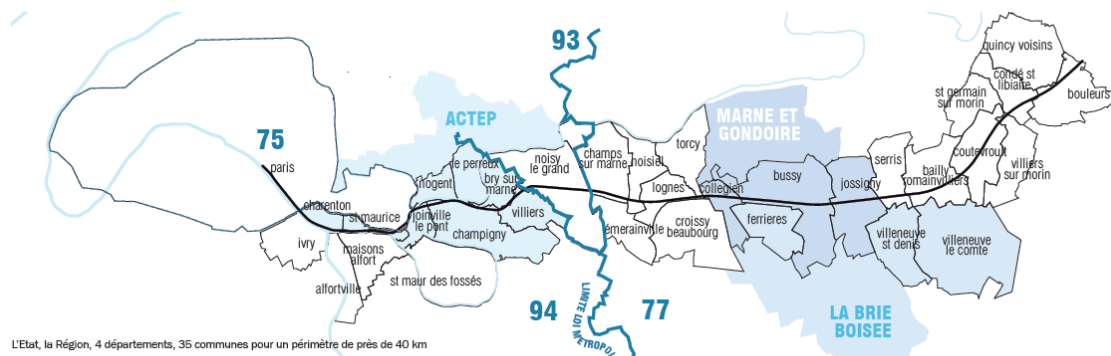 93
quincy voisins
condé st
libiaire
st germain
sur morin
bouleurs
ACTEP
MARNE ET
GONDOIRE
75
paris
le perreux
noisy
le grand
champs
sur marne
noisiel
torcy
serris
coutevroult
villiers
sur morin
bailly
romainvilliers
nogent
bry sur
marne
lognes
collegien
bussy
jossigny
charenton
st maurice
joinville
le pont
villiers
croissy
beaubourg
ferrieres
champigny
émerainville
villeneuve
st denis
villeneuve
le comte
ivry
maisons
alfort
st maur des fossés
alfortville
94
77
LIMITE LOI METROPO
LA BRIE
BOISEE
L'Etat, la Région, 4 départements, 35 communes pour un périmètre de près de 40 km